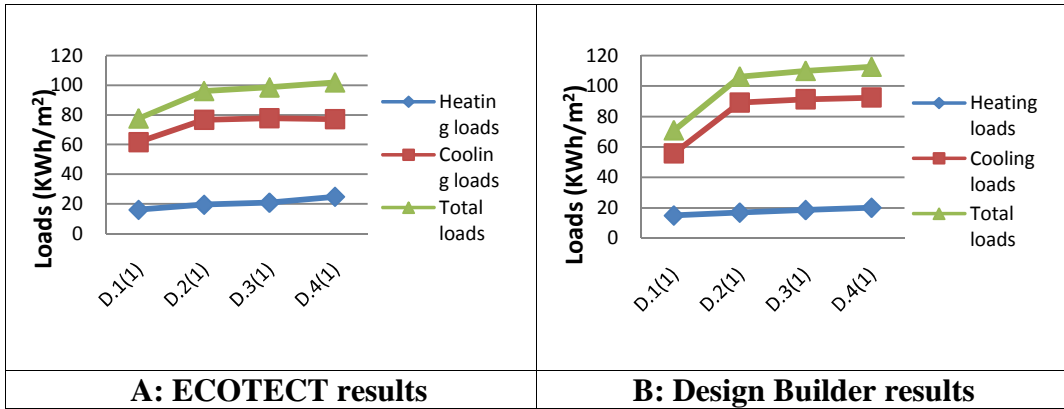 120
100
80
60
40
20
0
Loads (KWh/m²)
D.1(1)
D.2(1)
D.3(1)
D.4(1)
Heatin
g loads
Coolin
g loads
Total
loads
A: ECOTECT results
120
100
80
60
40
20
0
Loads (KWh/m²)
D.1(1)
D.2(1)
D.3(1)
D.4(1)
Heating
loads
Cooling
loads
Total
loads
B: Design Builder results